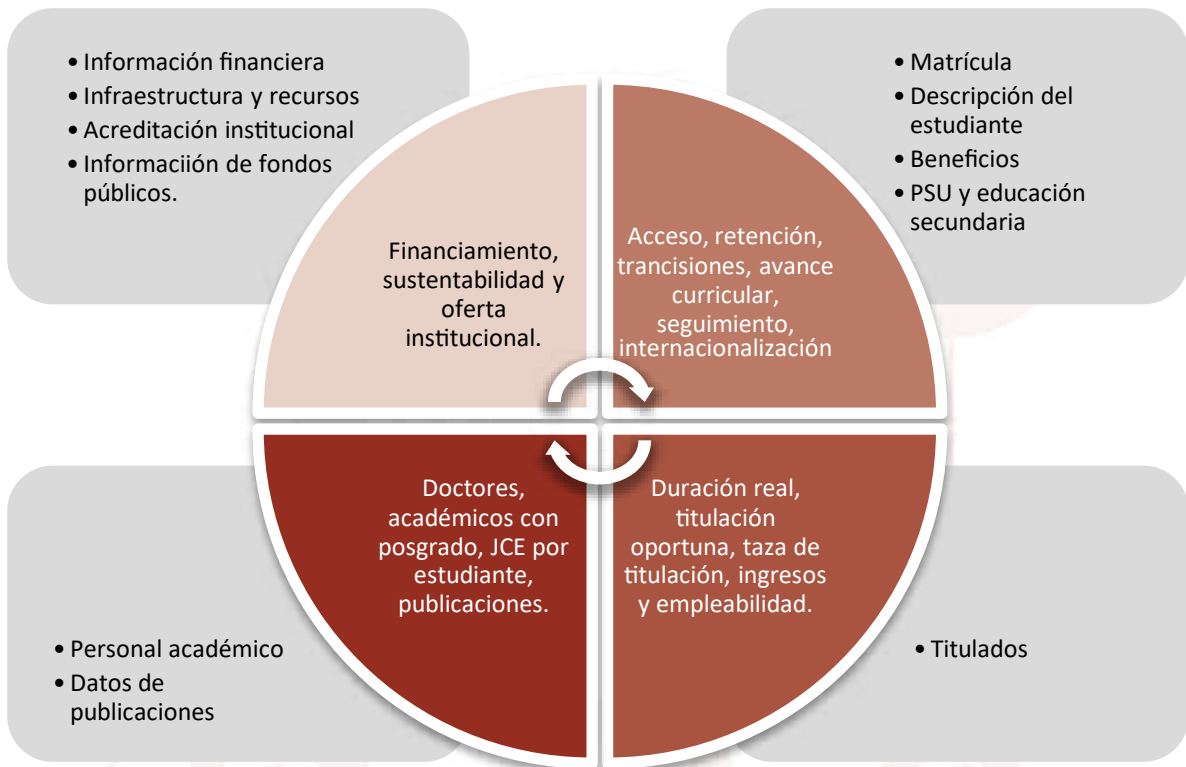 • Información financiera
• Infraestructura y recursos
• Acreditación institucional
• Informaciión de fondos
públicos.
• Matrícula
• Descripción del
estudiante
• Beneficios
• PSU y educación
secundaria
Financiamiento,
sustentabilidad y
oferta
institucional.
Acceso, retención,
trancisiones, avance
curricular,
seguimiento,
internacionalización
Doctores,
académicos con
posgrado, JCE por
estudiante,
publicaciones.
Duración real,
titulación
oportuna, taza de
titulación, ingresos
y empleabilidad.
• Personal académico
• Datos de
publicaciones
• Titulados